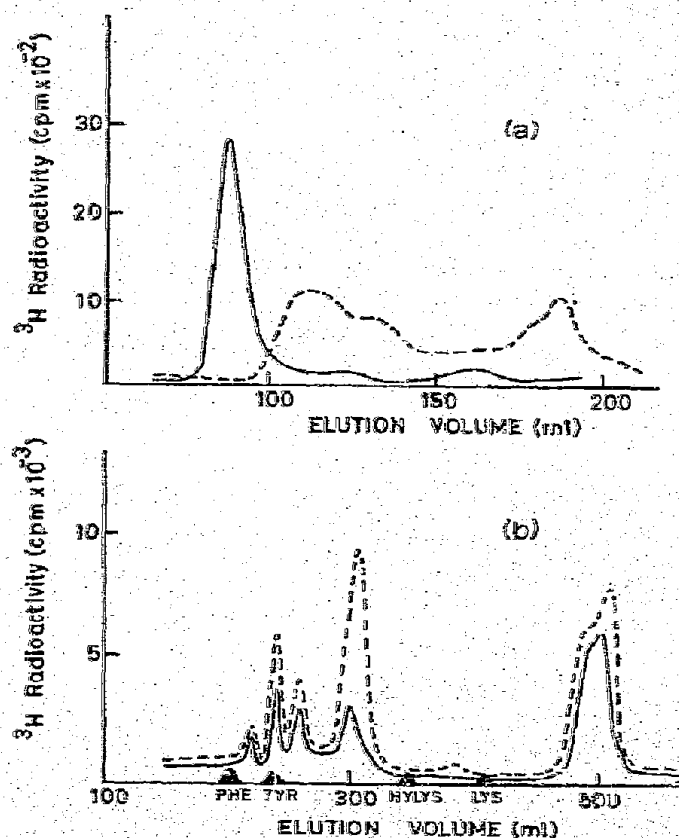 ³H Radioactivity (cpm x 10⁻²)
30
20
10
(a)
100
150
200
ELUTION VOLUME (ml)
³H Radioactivity (cpm x 10⁻³)
10
5
(b)
100
PHE
TYR
300
HYLYS
LYS
500
ELUTION VOLUME (ml)